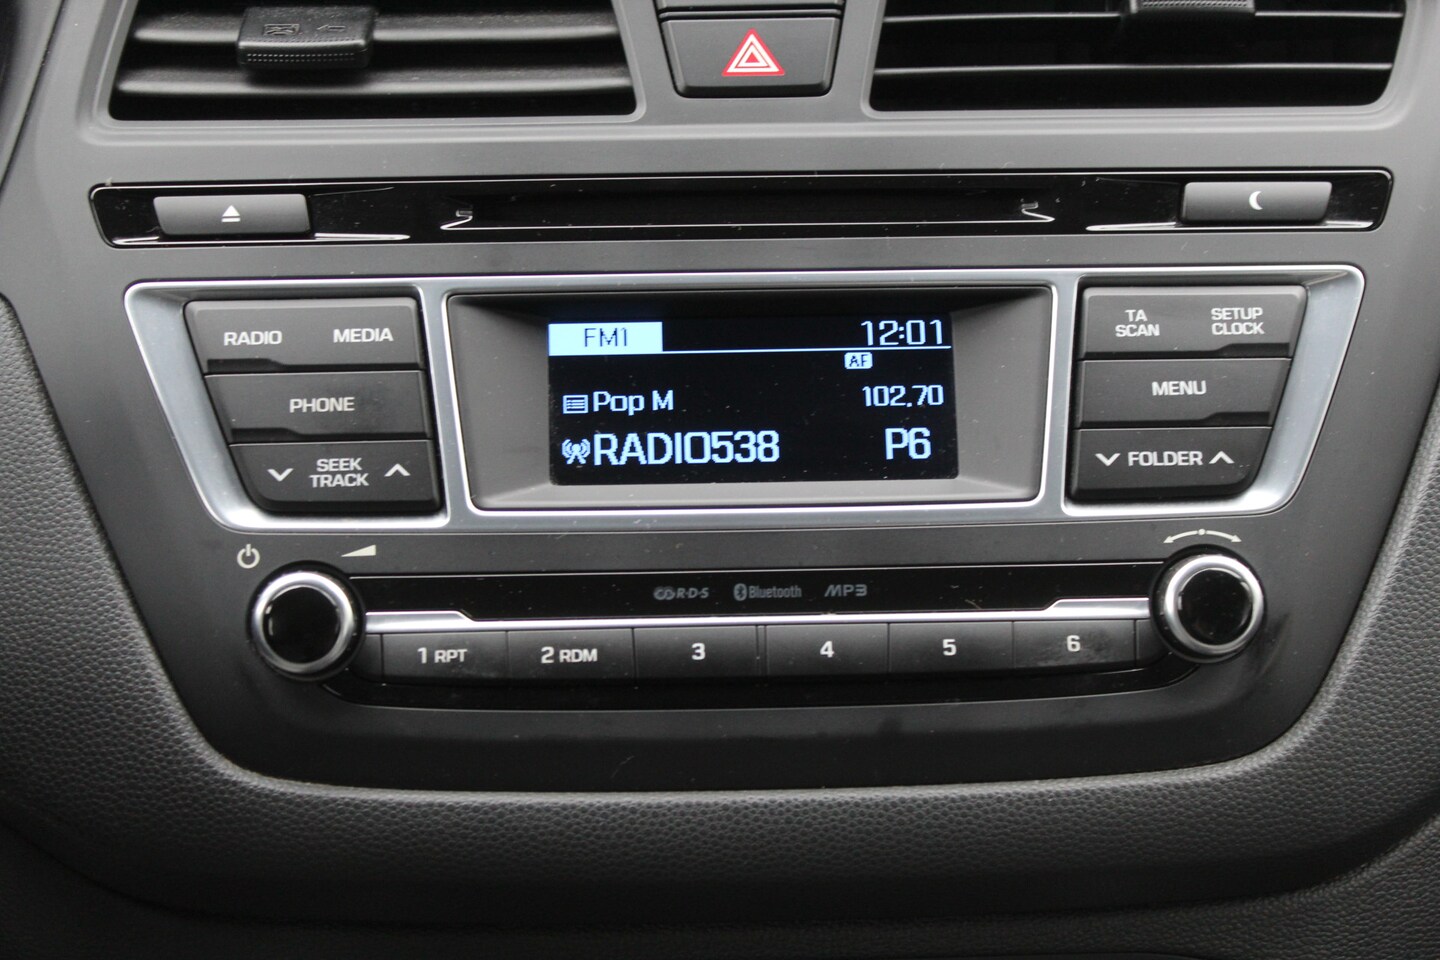 RADIO MEDIA
PHONE
SEEK
TRACK
FM1 12:01
AF
Pop M 102.70
RADIO538 P6
TA
SCAN
SETUP
CLOCK
MENU
FOLDER
R·D·S Bluetooth MP3
1 RPT 2 RDM 3 4 5 6